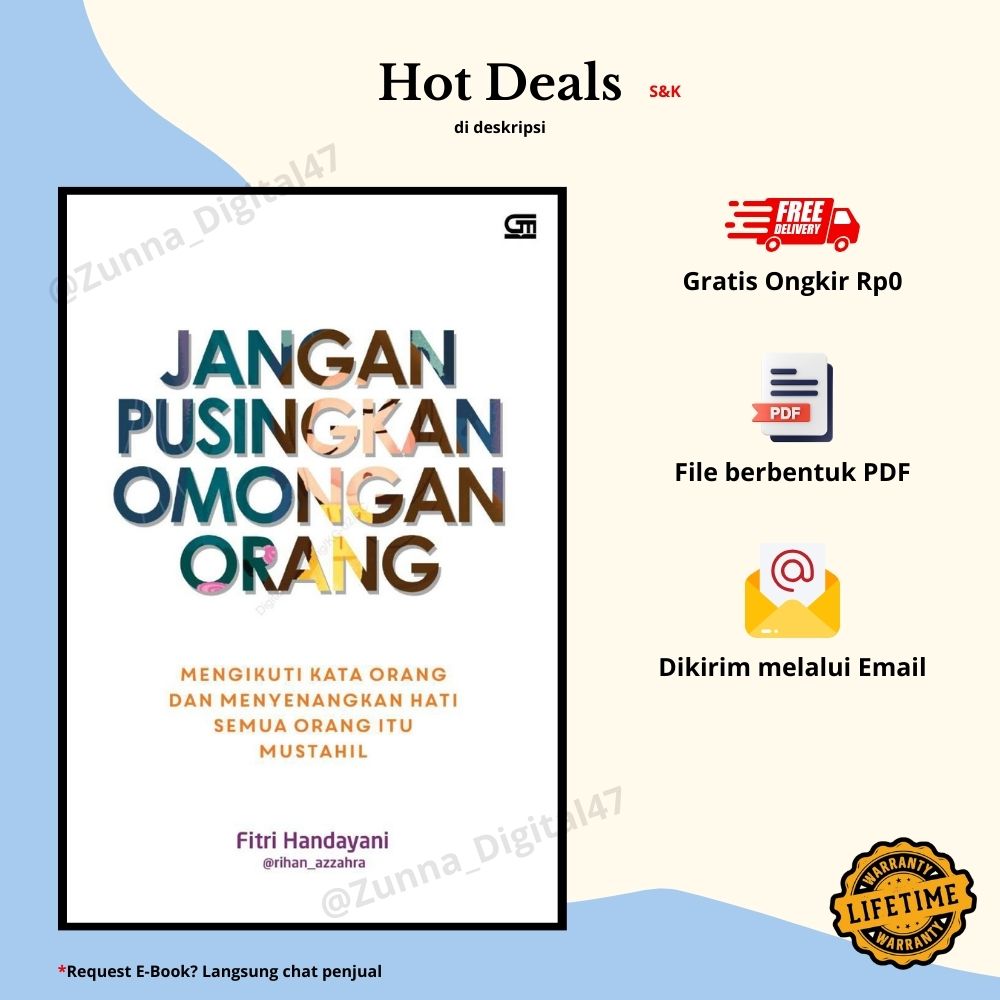 Hot Deals
S&K
di deskripsi
@Zunna_Digital47
GM
JANGAN
PUSINGKAN
OMONGAN
ORANG
MENGIKUTI KATA ORANG
DAN MENYENANGKAN HATI
SEMUA ORANG ITU
MUSTAHIL
Fitri Handayani
@rihan_azzahra
@Zunna_Digital47
FREE
DELIVERY
Gratis Ongkir Rp0
PDF
File berbentuk PDF
@
Dikirim melalui Email
WARRANTY
LIFETIME
WARRANTY
*Request E-Book? Langsung chat penjual